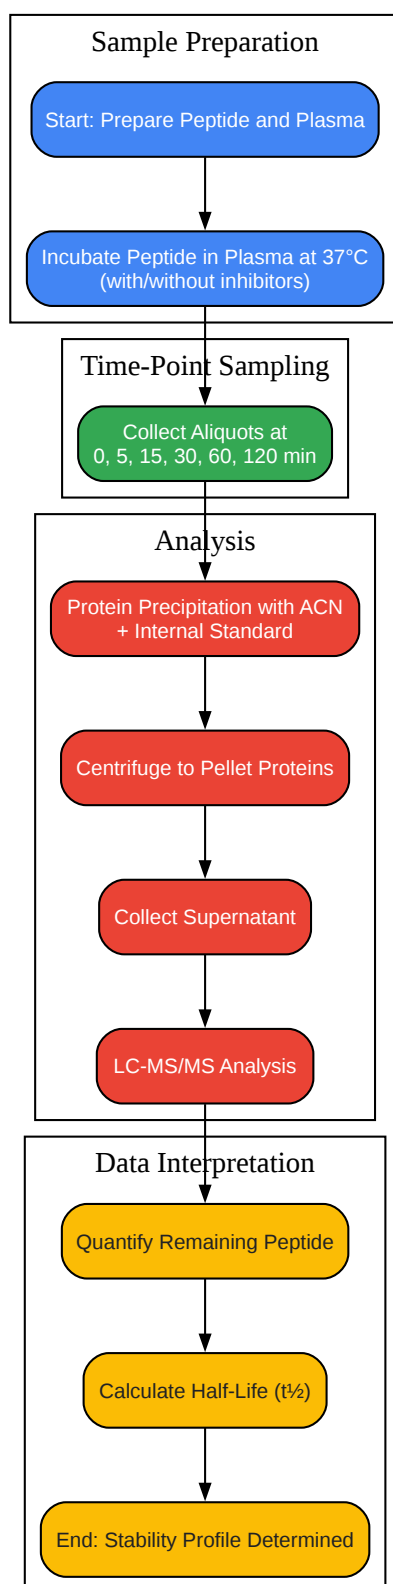 Sample Preparation
Start: Prepare Peptide and Plasma
Incubate Peptide in Plasma at 37°C
(with/without inhibitors)
Time-Point Sampling
Collect Aliquots at
0, 5, 15, 30, 60, 120 min
Analysis
Protein Precipitation with ACN
+ Internal Standard
Centrifuge to Pellet Proteins
Collect Supernatant
LC-MS/MS Analysis
Data Interpretation
Quantify Remaining Peptide
Calculate Half-Life (t½)
End: Stability Profile Determined